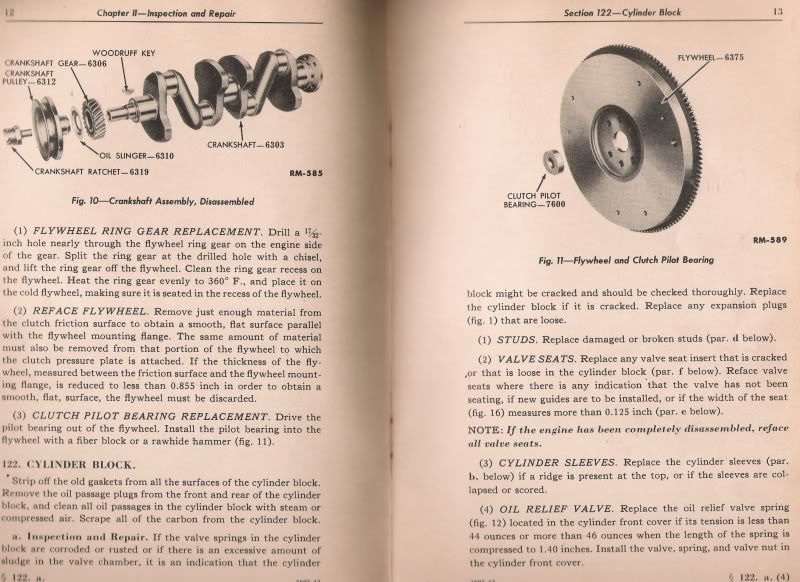 12
Chapter II—Inspection and Repair
WOODRUFF KEY
CRANKSHAFT GEAR—6306
CRANKSHAFT
PULLEY—6312
CRANKSHAFT—6303
OIL SLINGER—6310
CRANKSHAFT RATCHET—6319
RM-585
Fig. 10—Crankshaft Assembly, Disassembled
(1) FLYWHEEL RING GEAR REPLACEMENT. Drill a 17/32-
inch hole nearly through the flywheel ring gear on the engine side
of the gear. Split the ring gear at the drilled hole with a chisel,
and lift the ring gear off the flywheel. Clean the ring gear recess on
the flywheel. Heat the ring gear evenly to 360° F., and place it on
the cold flywheel, making sure it is seated in the recess of the flywheel.
(2) REFACE FLYWHEEL. Remove just enough material from
the clutch friction surface to obtain a smooth, flat surface parallel
with the flywheel mounting flange. The same amount of material
must also be removed from that portion of the flywheel to which
the clutch pressure plate is attached. If the thickness of the fly-
wheel, measured between the friction surface and the flywheel mount-
ing flange, is reduced to less than 0.855 inch in order to obtain a
smooth, flat, surface, the flywheel must be discarded.
(3) CLUTCH PILOT BEARING REPLACEMENT. Drive the
pilot bearing out of the flywheel. Install the pilot bearing into the
flywheel with a fiber block or a rawhide hammer (fig. 11).
122. CYLINDER BLOCK.
Strip off the old gaskets from all the surfaces of the cylinder block.
Remove the oil passage plugs from the front and rear of the cylinder
block, and clean all oil passages in the cylinder block with steam or
compressed air. Scrape all of the carbon from the cylinder block.
a. Inspection and Repair. If the valve springs in the cylinder
block are corroded or rusted or if there is an excessive amount of
sludge in the valve chamber, it is an indication that the cylinder
§ 122. a.
Section 122—Cylinder Block
13
FLYWHEEL—6375
CLUTCH PILOT
BEARING—7600
RM-589
Fig. 11—Flywheel and Clutch Pilot Bearing
block might be cracked and should be checked thoroughly. Replace
the cylinder block if it is cracked. Replace any expansion plugs
(fig. 1) that are loose.
(1) STUDS. Replace damaged or broken studs (par. d below).
(2) VALVE SEATS. Replace any valve seat insert that is cracked
or that is loose in the cylinder block (par. f below). Reface valve
seats where there is any indication that the valve has not been
seating, if new guides are to be installed, or if the width of the seat
(fig. 16) measures more than 0.125 inch (par. e below).
NOTE: If the engine has been completely disassembled, reface
all valve seats.
(3) CYLINDER SLEEVES. Replace the cylinder sleeves (par.
b. below) if a ridge is present at the top, or if the sleeves are col-
lapsed or scored.
(4) OIL RELIEF VALVE. Replace the oil relief valve spring
(fig. 12) located in the cylinder front cover if its tension is less than
44 ounces or more than 46 ounces when the length of the spring is
compressed to 1.40 inches. Install the valve, spring, and valve nut in
the cylinder front cover.
§ 122. a. (4)